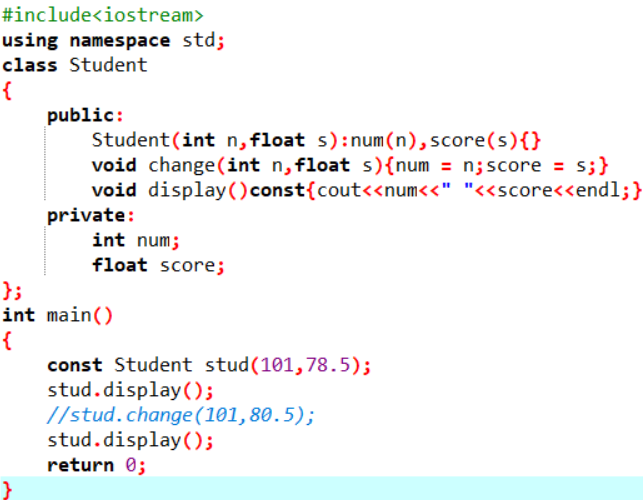 #include<iostream>
using namespace std;
class Student
{
    public:
        Student(int n,float s):num(n),score(s){}
        void change(int n,float s){num = n;score = s;}
        void display()const{cout<<num<<" "<<score<<endl;}
    private:
        int num;
        float score;
};
int main()
{
    const Student stud(101,78.5);
    stud.display();
    //stud.change(101,80.5);
    stud.display();
    return 0;
}